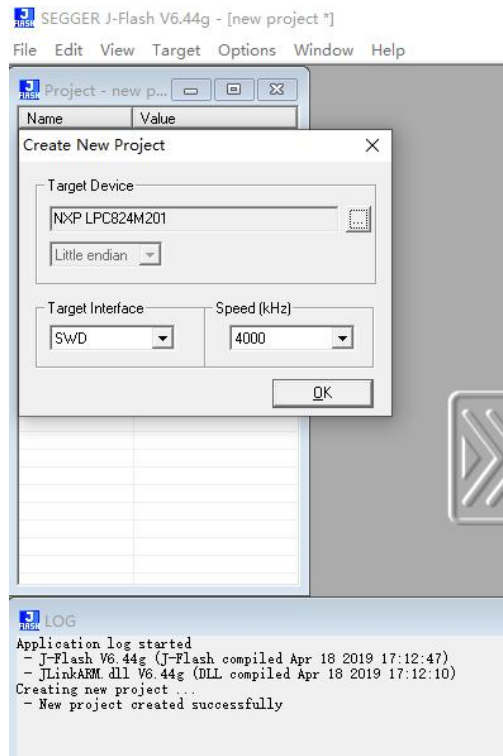 SEGGER J-Flash V6.44g - [new project *]
File Edit View Target Options Window Help
Project - new p...
Name Value
Create New Project
Target Device
NXP LPC824M201
...
Little endian
Target Interface Speed (kHz)
SWD 4000
OK
LOG
Application log started
- J-Flash V6.44g (J-Flash compiled Apr 18 2019 17:12:47)
- JLinkARM.dll V6.44g (DLL compiled Apr 18 2019 17:12:10)
Creating new project ...
- New project created successfully